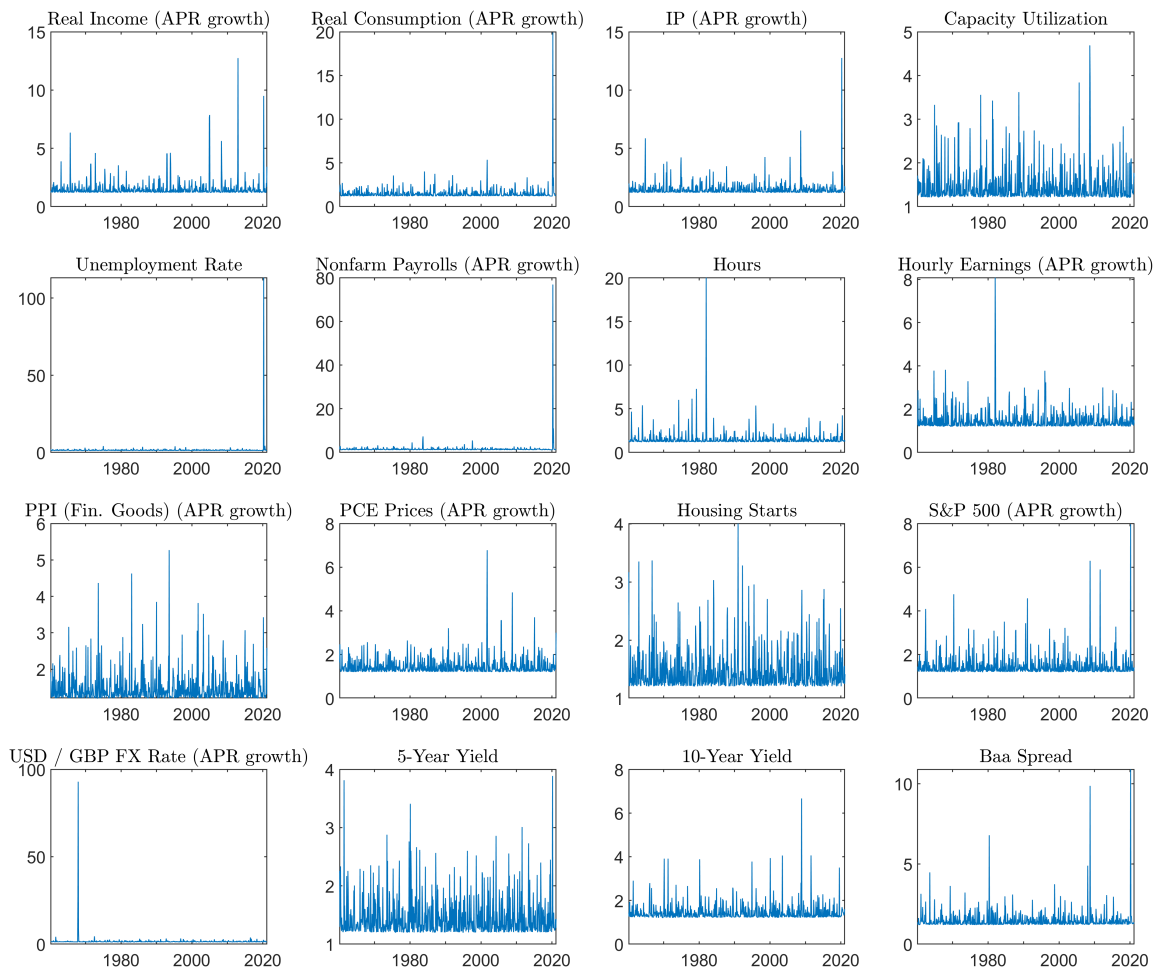 Real Income (APR growth) Real Consumption (APR growth) IP (APR growth) Capacity Utilization
15 20 15 5
15 4
10 10
10 3
5 5
5 2
0 0 0 1
1980 2000 2020 1980 2000 2020 1980 2000 2020 1980 2000 2020
Unemployment Rate Nonfarm Payrolls (APR growth) Hours Hourly Earnings (APR growth)
80 20 8
100
60 15 6
50 40 10 4
20 5 2
0 0 0 0
1980 2000 2020 1980 2000 2020 1980 2000 2020 1980 2000 2020
PPI (Fin. Goods) (APR growth) PCE Prices (APR growth) Housing Starts S&P 500 (APR growth)
6 8 4 8
5 6 6
3
4
4 4
3 2
2 2 2
0 1 0
1980 2000 2020 1980 2000 2020 1980 2000 2020 1980 2000 2020
USD / GBP FX Rate (APR growth) 5-Year Yield 10-Year Yield Baa Spread
100 4 8
10
3 6
50 4 5
2 2
0 1 0 0
1980 2000 2020 1980 2000 2020 1980 2000 2020 1980 2000 2020